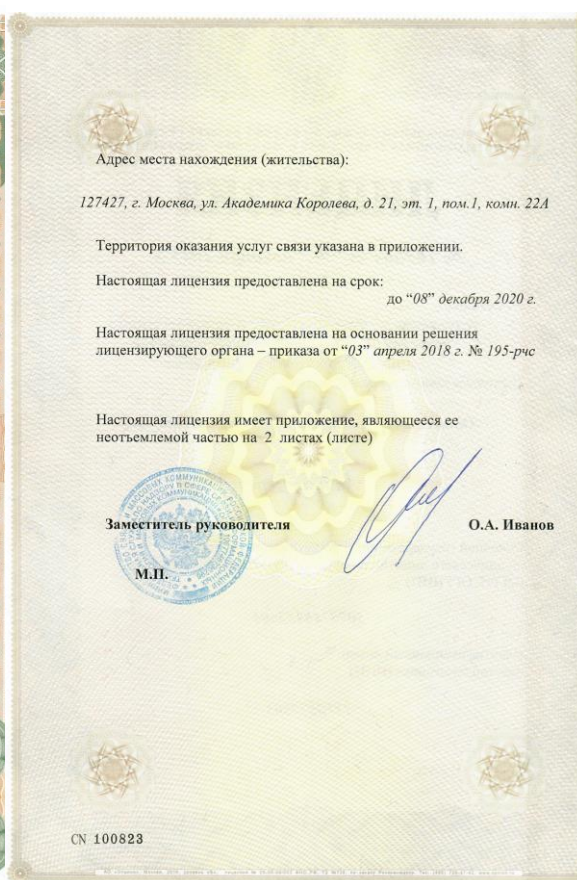 Адрес места нахождения (жительства):
127427, г. Москва, ул. Академика Королева, д. 21, эт. 1, пом.1, комн. 22А
Территория оказания услуг связи указана в приложении.
Настоящая лицензия предоставлена на срок:
до “08” декабря 2020 г.
Настоящая лицензия предоставлена на основании решения
лицензирующего органа – приказа от “03” апреля 2018 г. № 195-рчс
Настоящая лицензия имеет приложение, являющееся ее
неотъемлемой частью на 2 листах (листе)
Заместитель руководителя
О.А. Иванов
М.П.
CN 100823